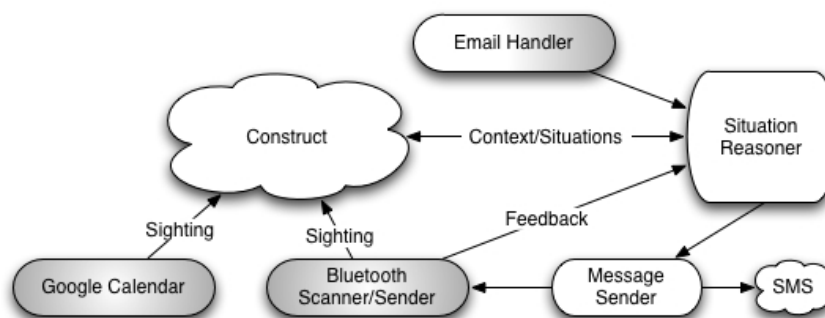 Email Handler
Construct
Context/Situations
Situation
Reasoner
Sighting
Sighting
Feedback
Google Calendar
Bluetooth
Scanner/Sender
Message
Sender
SMS